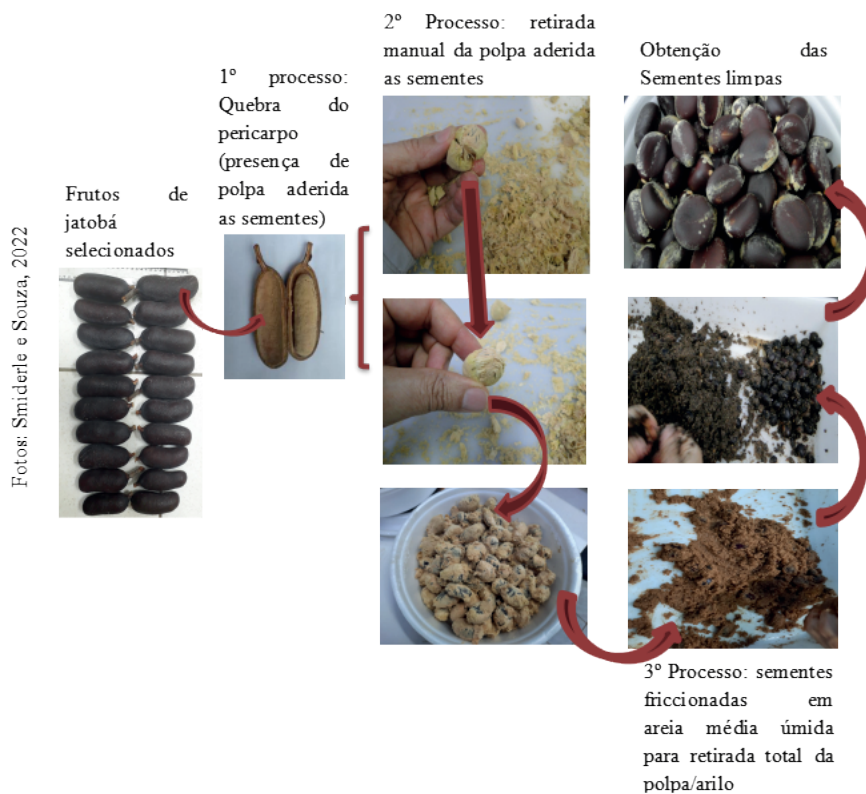 Fotos: Smiderle e Souza, 2022
Frutos de
jatobá
selecionados
1º processo:
Quebra do
pericarpo
(presença de
polpa aderida
as sementes)
2º Processo: retirada
manual da polpa aderida
as sementes
3º Processo: sementes
friccionadas em
areia média úmida
para retirada total da
polpa/arilo
Obtenção das
Sementes limpas